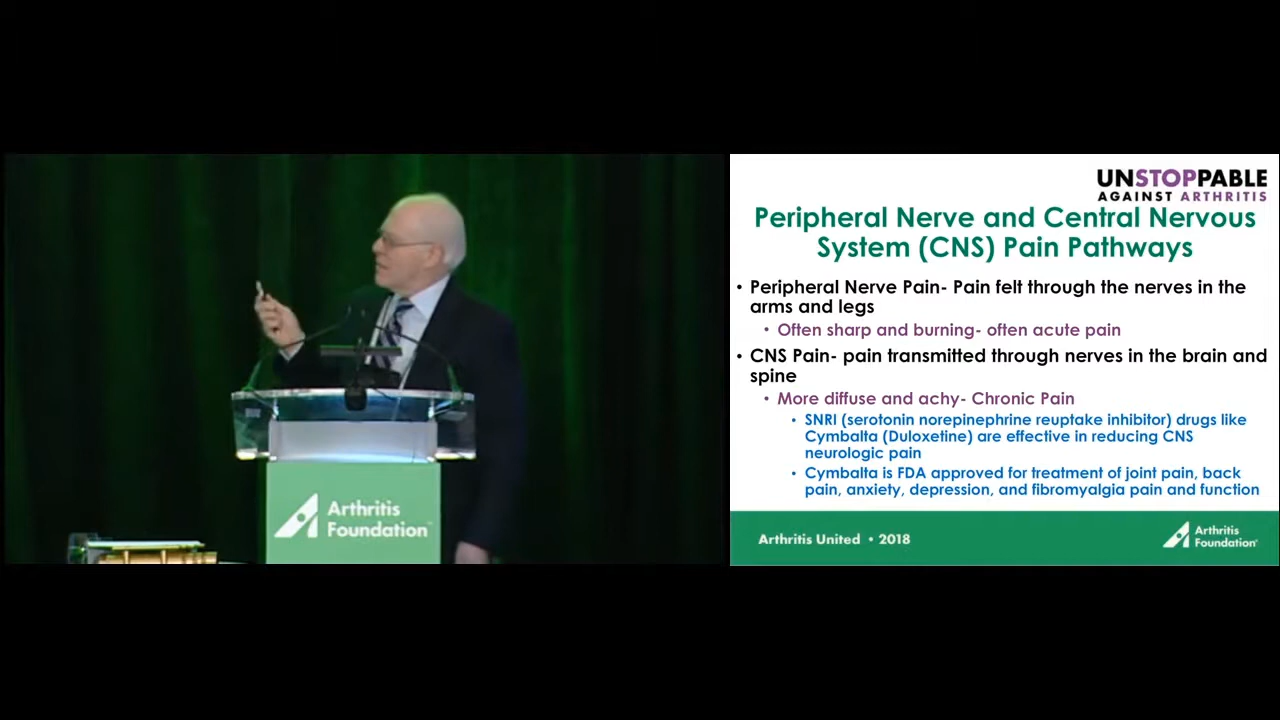 UNSTOPPABLE
AGAINST ARTHRITIS
Peripheral Nerve and Central Nervous
System (CNS) Pain Pathways
• Peripheral Nerve Pain- Pain felt through the nerves in the
arms and legs
• Often sharp and burning- often acute pain
• CNS Pain- pain transmitted through nerves in the brain and
spine
• More diffuse and achy- Chronic Pain
• SNRI (serotonin norepinephrine reuptake inhibitor) drugs like
Cymbalta (Duloxetine) are effective in reducing CNS
neurologic pain
• Cymbalta is FDA approved for treatment of joint pain, back
pain, anxiety, depression, and fibromyalgia pain and function
Arthritis United • 2018
Arthritis
Foundation
Arthritis
Foundation